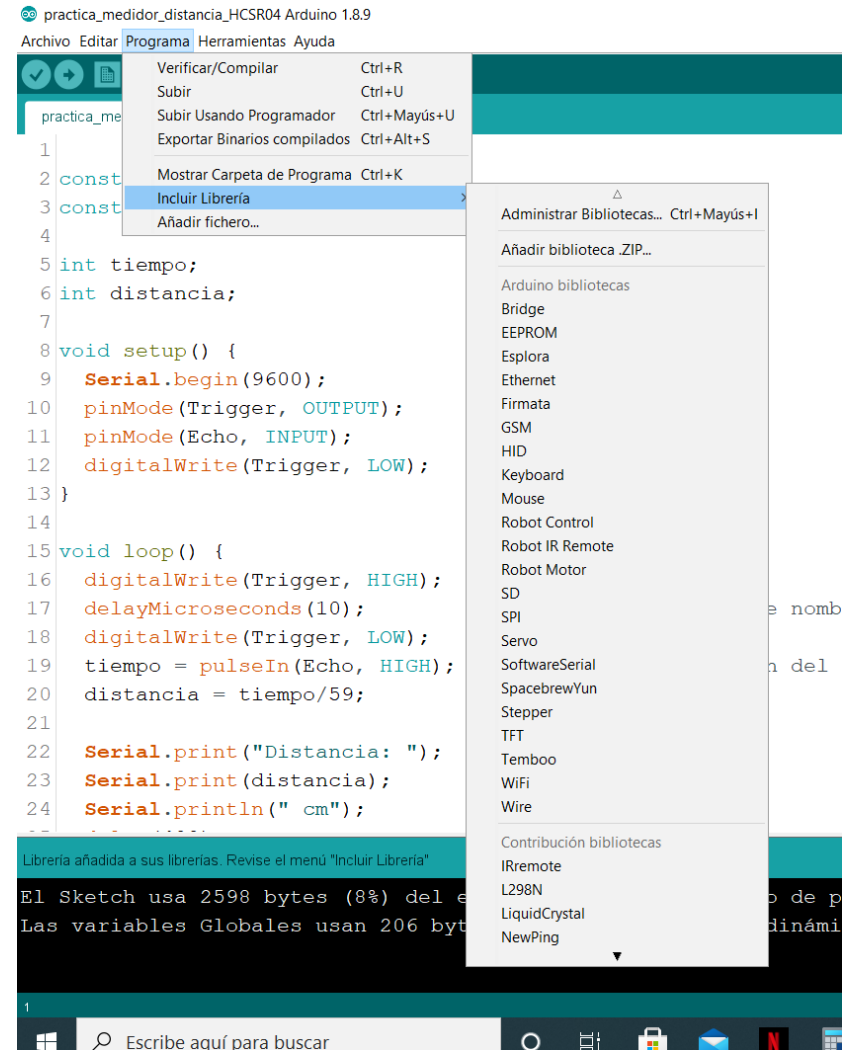 practica_medidor_distancia_HCSR04 Arduino 1.8.9
Archivo Editar Programa Herramientas Ayuda
Verificar/Compilar Ctrl+R
Subir Ctrl+U
Subir Usando Programador Ctrl+Mayús+U
Exportar Binarios compilados Ctrl+Alt+S
Mostrar Carpeta de Programa Ctrl+K
Incluir Librería
Añadir fichero...
Administrar Bibliotecas... Ctrl+Mayús+I
Añadir biblioteca .ZIP...
Arduino bibliotecas
Bridge
EEPROM
Esplora
Ethernet
Firmata
GSM
HID
Keyboard
Mouse
Robot Control
Robot IR Remote
Robot Motor
SD
SPI
Servo
SoftwareSerial
SpacebrewYun
Stepper
TFT
Temboo
WiFi
Wire
Contribución bibliotecas
IRremote
L298N
LiquidCrystal
NewPing
practica_me
1
2 const
3 const
4
5 int tiempo;
6 int distancia;
7
8 void setup() {
9 Serial.begin(9600);
10 pinMode(Trigger, OUTPUT);
11 pinMode(Echo, INPUT);
12 digitalWrite(Trigger, LOW);
13 }
14
15 void loop() {
16 digitalWrite(Trigger, HIGH);
17 delayMicroseconds(10); e nomb
18 digitalWrite(Trigger, LOW);
19 tiempo = pulseIn(Echo, HIGH); n del
20 distancia = tiempo/59;
21
22 Serial.print("Distancia: ");
23 Serial.print(distancia);
24 Serial.println(" cm");
Librería añadida a sus librerías. Revise el menú "Incluir Librería"
El Sketch usa 2598 bytes (8%) del e o de p
Las variables Globales usan 206 byt dinámi
1
Escribe aquí para buscar
N